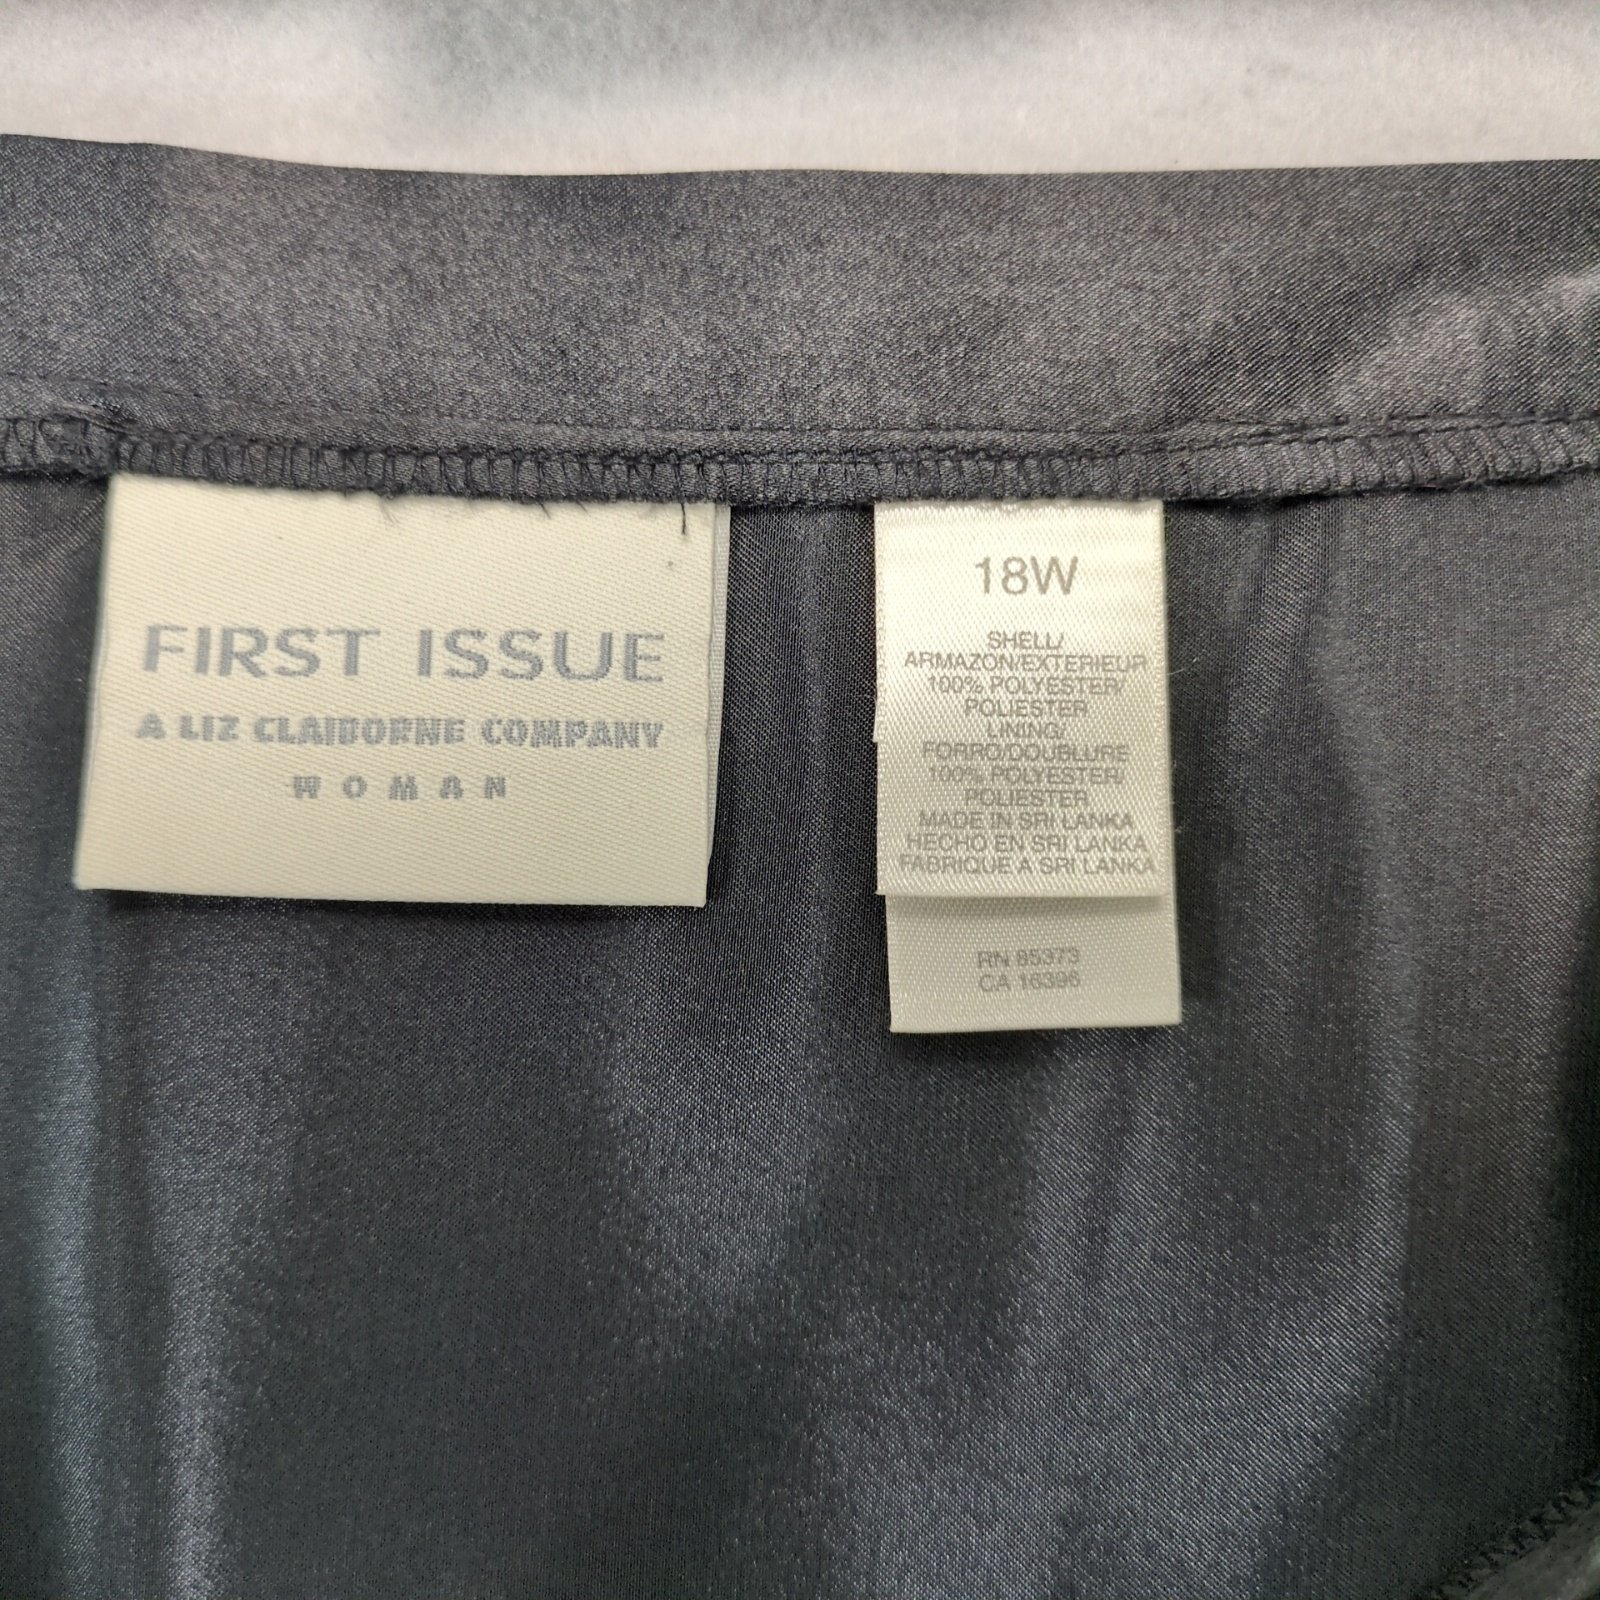 FIRST ISSUE
A LIZ CLAIBORNE COMPANY
WOMAN
18W
SHELL/
ARMAZON/EXTERIEUR
100% POLYESTER/
POLIESTER
LINING/
FORRO/DOUBLURE
100% POLYESTER/
POLIESTER
MADE IN SRI LANKA
HECHO EN SRI LANKA
FABRIQUE A SRI LANKA
RN 85373
CA 16396